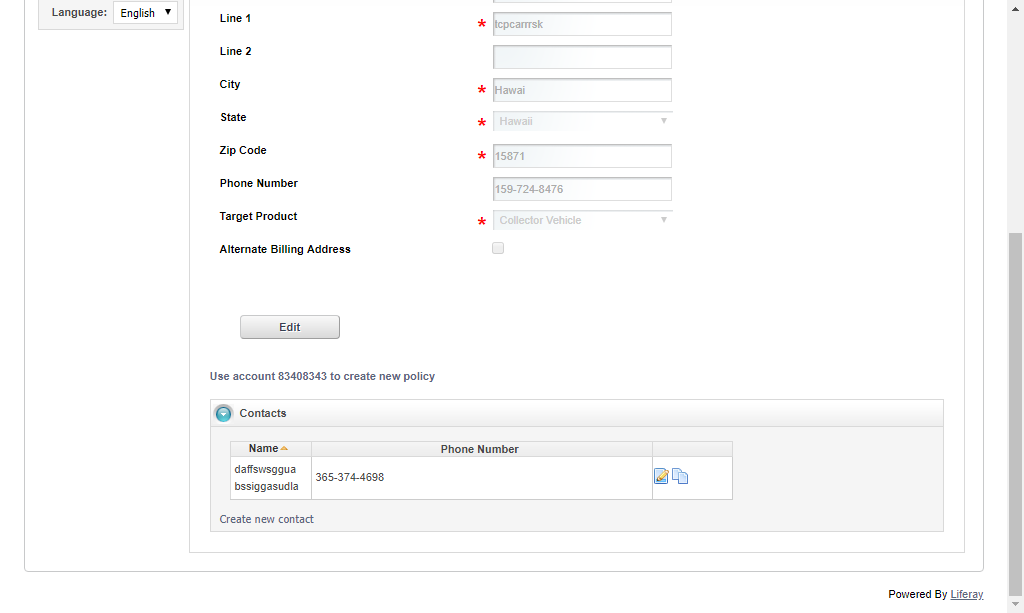 Language: English
Line 1 * tcpcarrrsk
Line 2
City * Hawai
State * Hawaii
Zip Code * 15871
Phone Number 159-724-8476
Target Product * Collector Vehicle
Alternate Billing Address
Edit
Use account 83408343 to create new policy
Contacts
Name Phone Number
daffswsggua
bssiggasudla 365-374-4698
Create new contact
Powered By Liferay